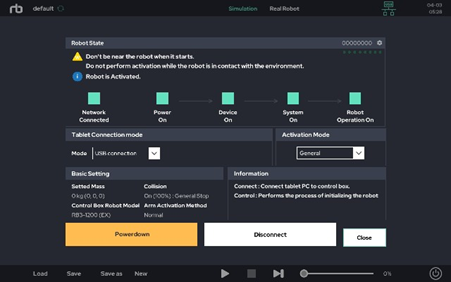 rb default Simulation Real Robot 04-03
05:28
Robot State 00000000
Don't be near the robot when it starts.
Do not perform activation while the robot is in contact with the environment.
Robot is Activated.
Network Connected
Power On
Device On
System On
Robot Operation On
Tablet Connection mode
Mode USB connection
Activation Mode
General
Basic Setting
Setted Mass
0 kg (0, 0, 0)
Collision
On (100%) : General Stop
Control Box Robot Model
RB3-1200 (EX)
Arm Activation Method
Normal
Information
Connect : Connect tablet PC to control box.
Control : Performs the process of initializing the robot
Powerdown
Disconnect
Close
Load Save Save as New 0%